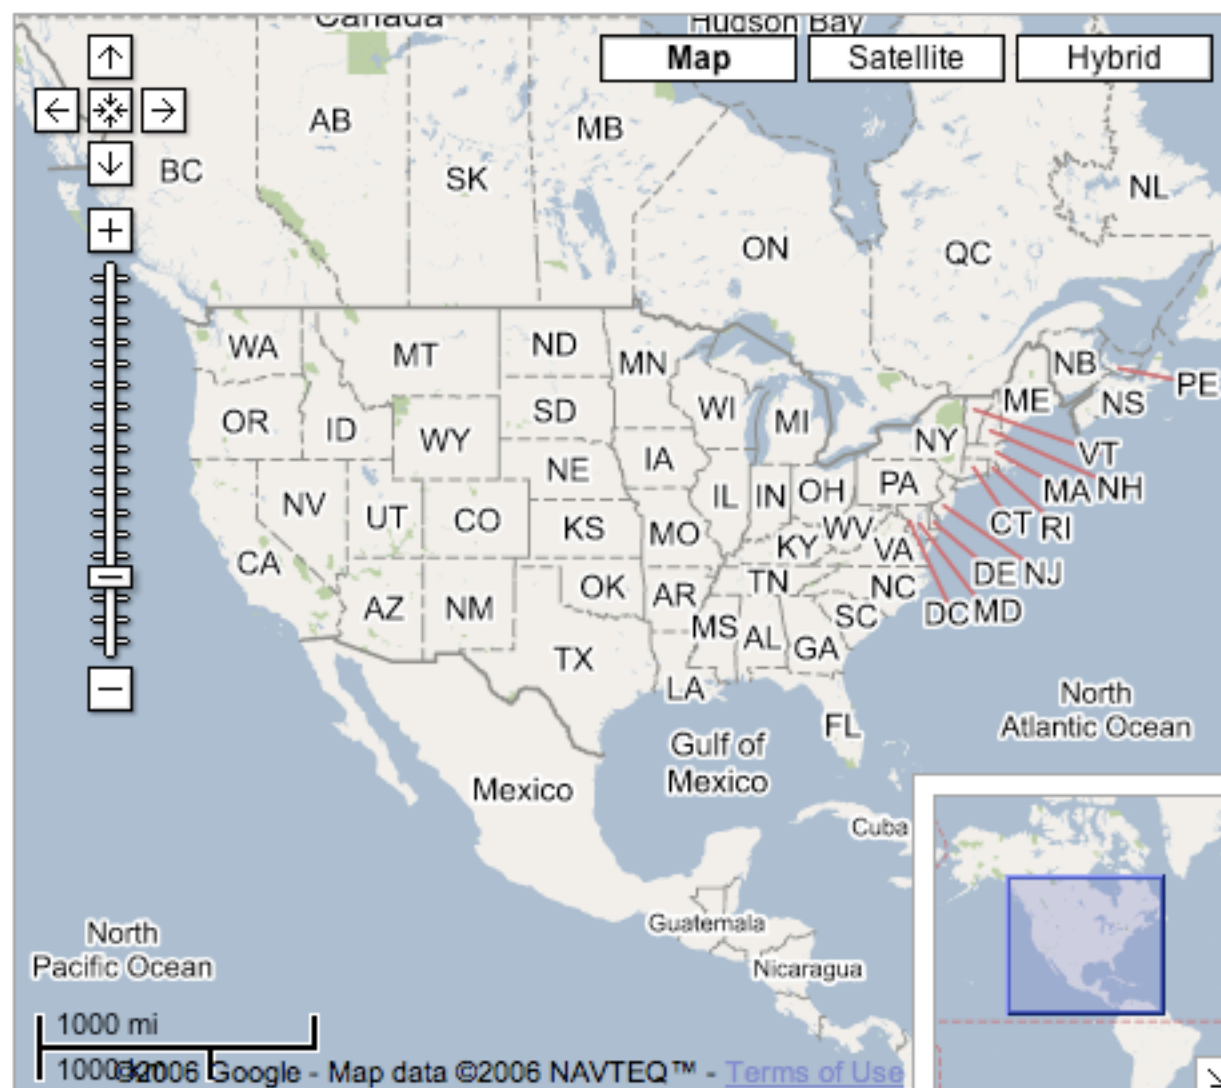 Canada
Hudson Bay
Map
Satellite
Hybrid
AB
MB
BC
SK
NL
ON
QC
WA
MT
ND
MN
NB
PE
OR
ID
SD
WI
MI
ME
NS
WY
NY
VT
NE
IA
IL
IN
OH
PA
MA
NH
NV
UT
CO
KS
MO
WV
CT
RI
CA
KY
VA
DE
NJ
AZ
NM
OK
AR
TN
NC
DC
MD
TX
MS
AL
GA
SC
LA
FL
North
Atlantic Ocean
Gulf of
Mexico
Mexico
Cuba
Guatemala
North
Pacific Ocean
Nicaragua
1000 mi
1000 km
©2006 Google - Map data ©2006 NAVTEQ™ - Terms of Use